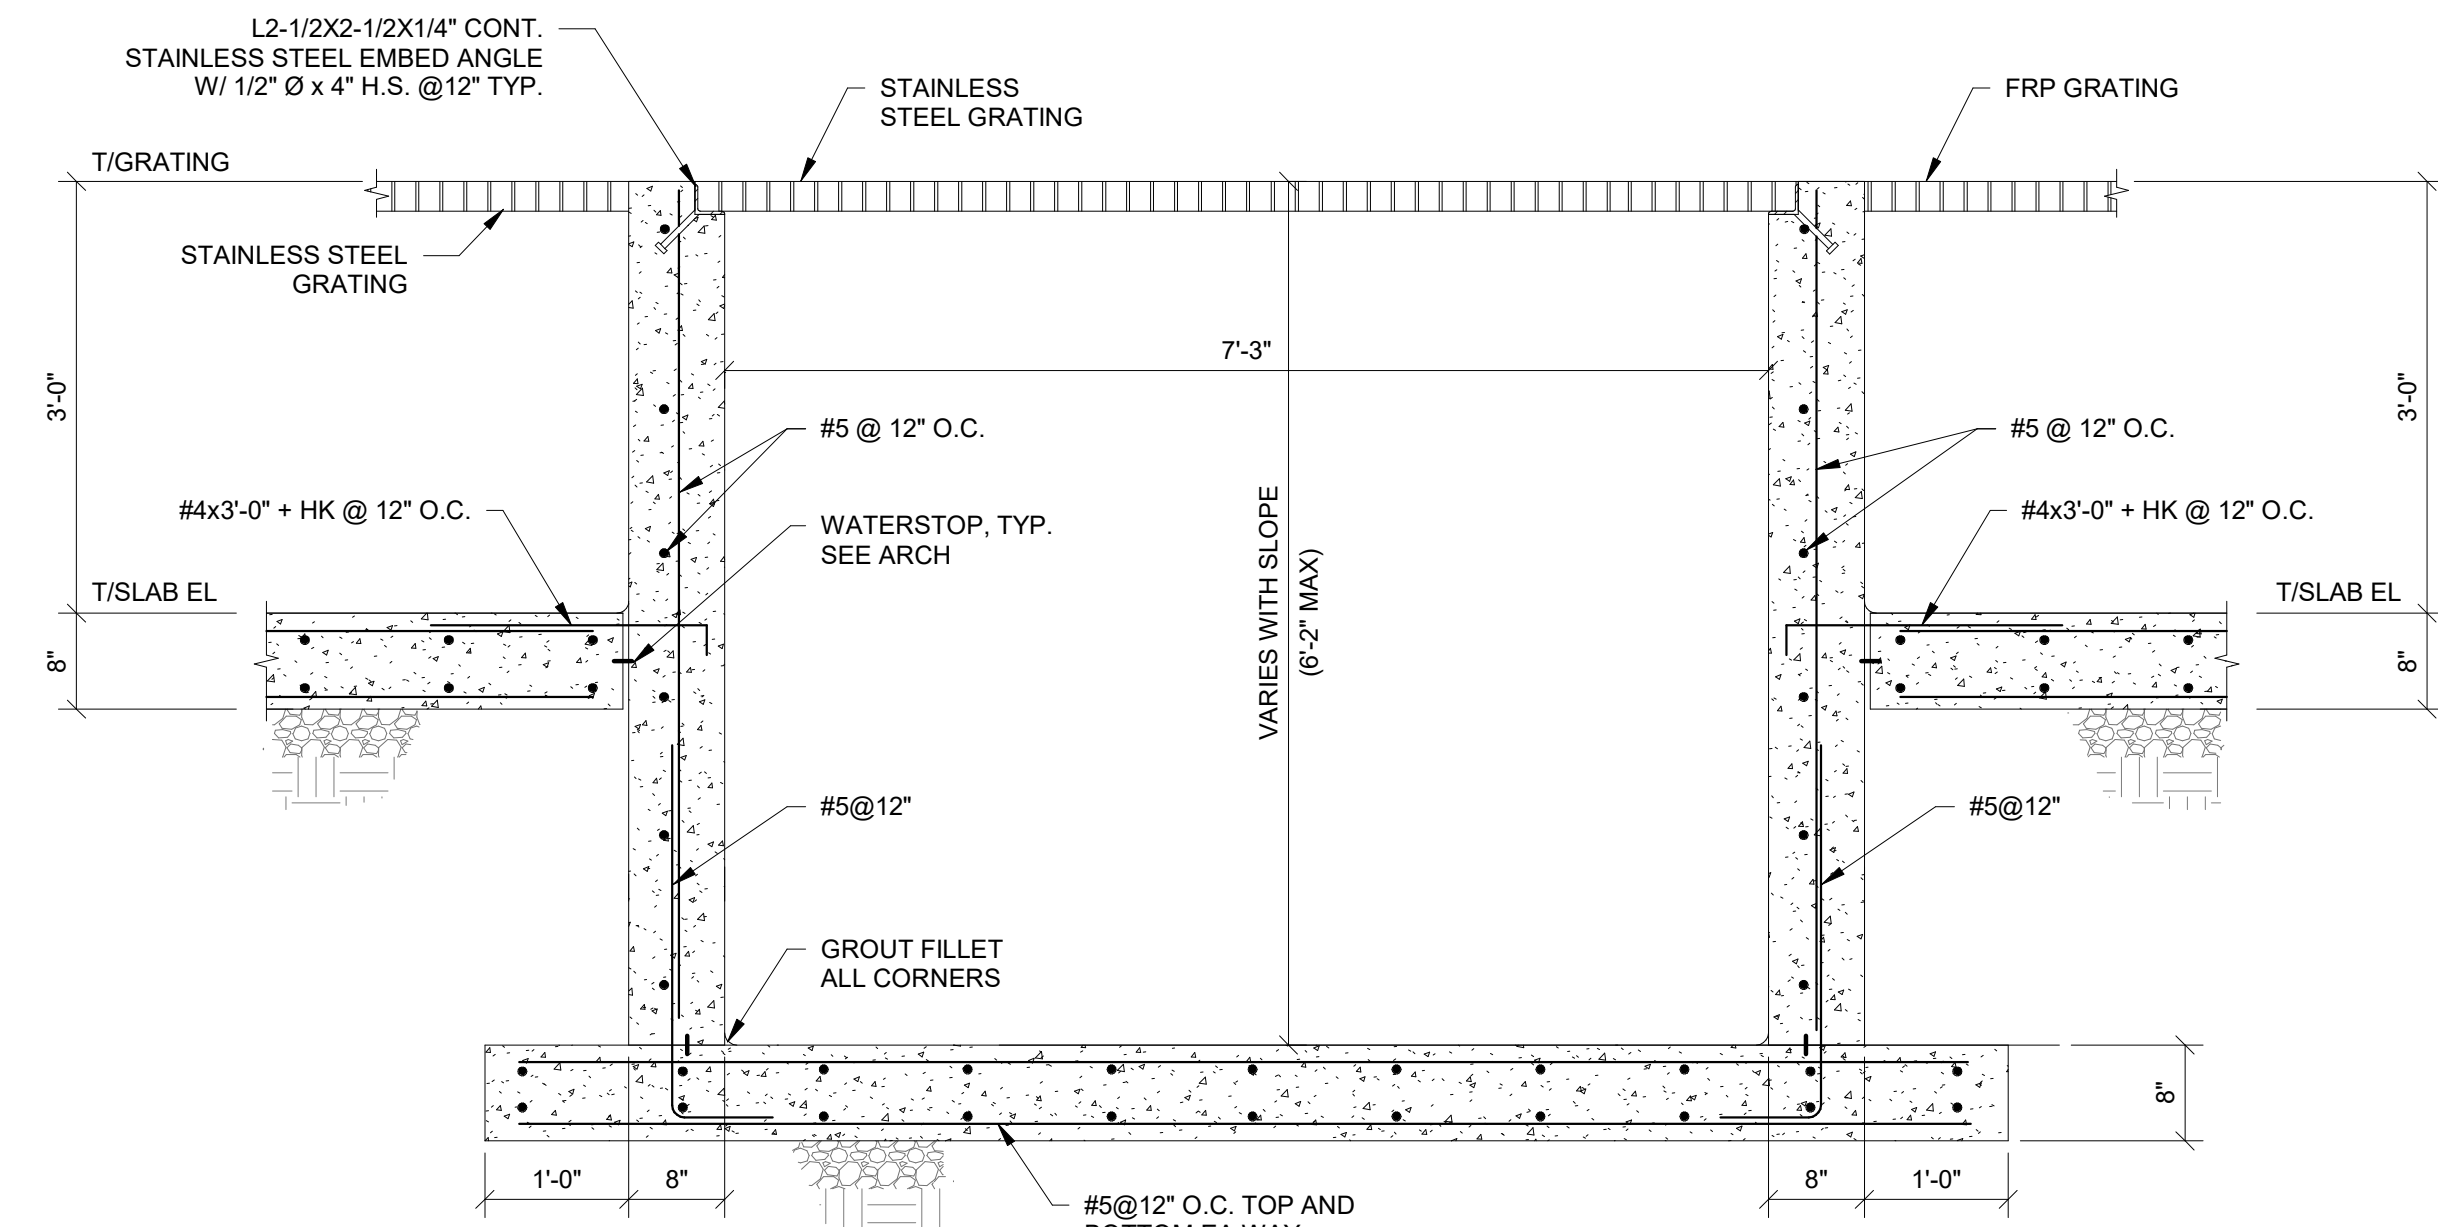 L2-1/2X2-1/2X1/4" CONT.
STAINLESS STEEL EMBED ANGLE
W/ 1/2" Ø x 4" H.S. @12" TYP.
STAINLESS
STEEL GRATING
FRP GRATING
T/GRATING
STAINLESS STEEL
GRATING
3'-0"
7'-3"
3'-0"
#5 @ 12" O.C.
#5 @ 12" O.C.
#4x3'-0" + HK @ 12" O.C.
WATERSTOP, TYP.
SEE ARCH
VARIES WITH SLOPE
(6'-2" MAX)
#4x3'-0" + HK @ 12" O.C.
T/SLAB EL
T/SLAB EL
8"
8"
#5@12"
#5@12"
GROUT FILLET
ALL CORNERS
8"
1'-0"
8"
8"
1'-0"
#5@12" O.C. TOP AND
BOTTOM EA WAY